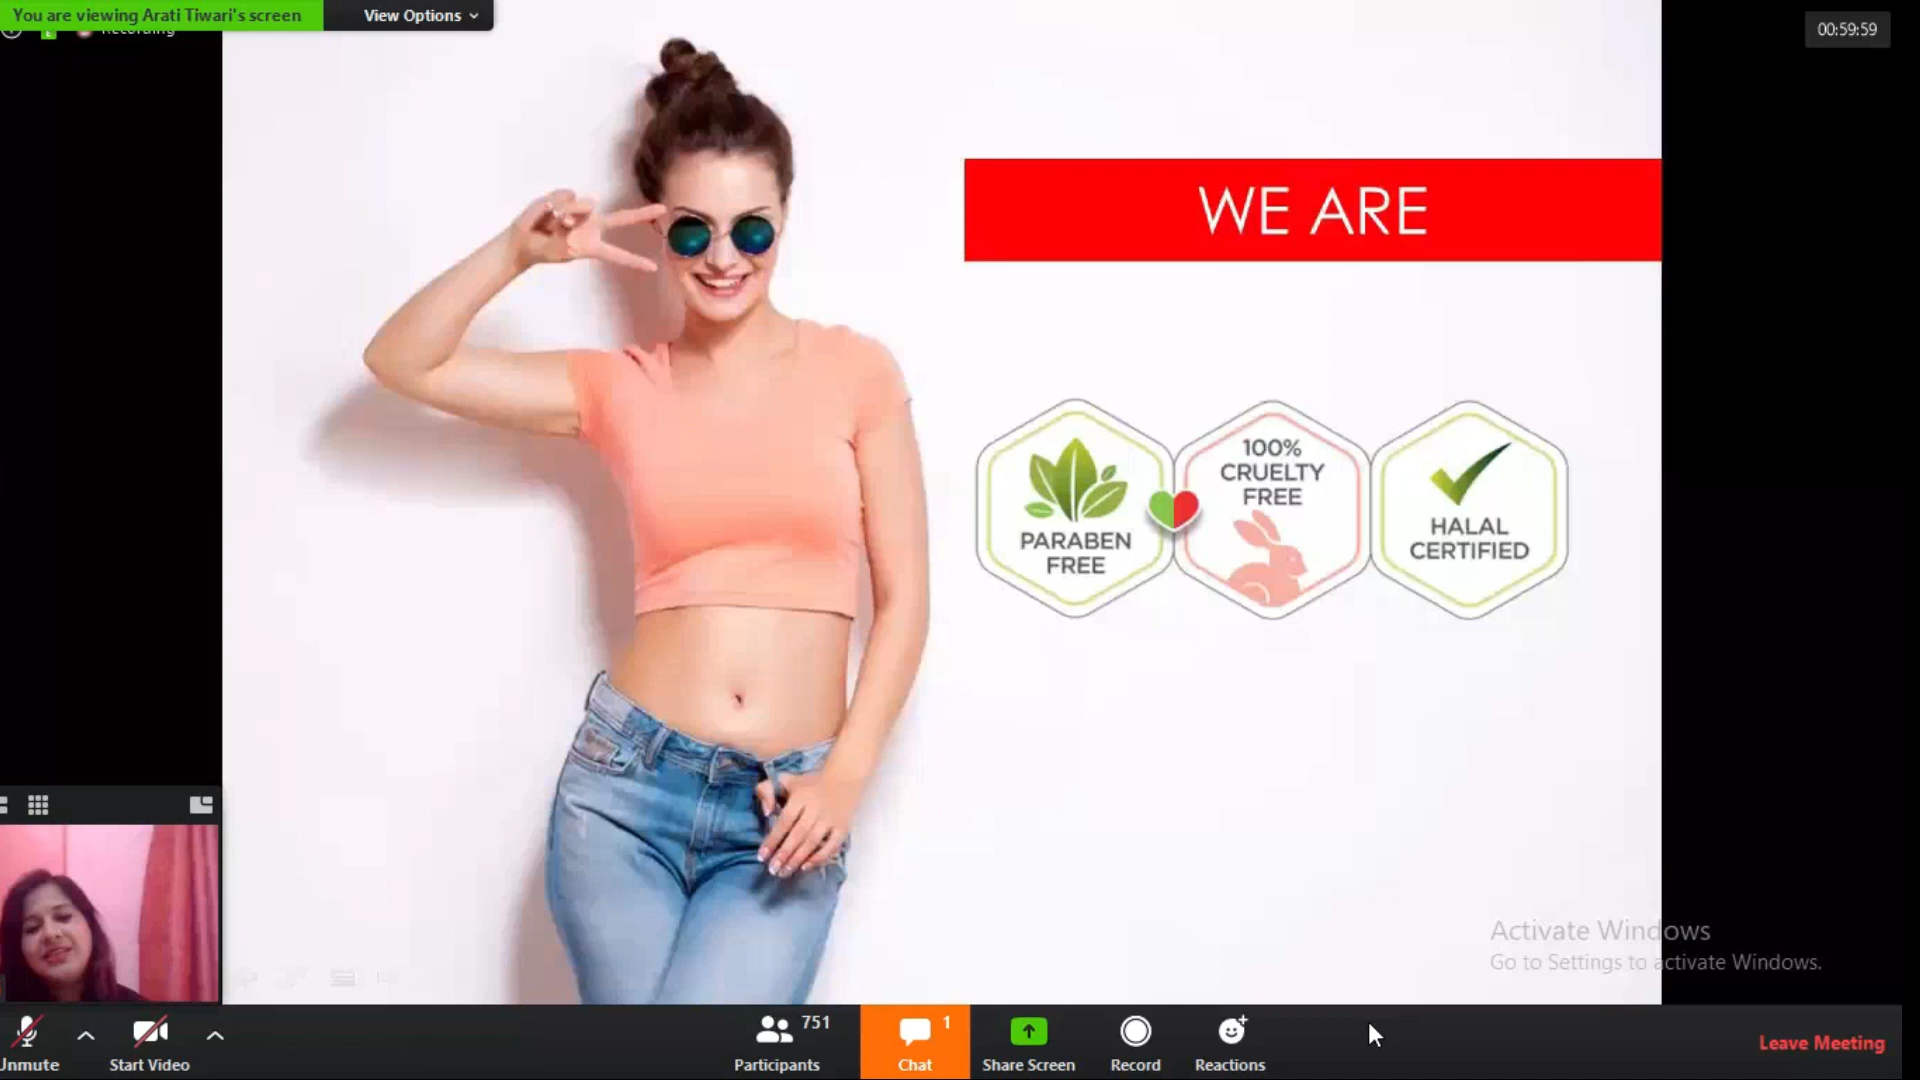 You are viewing Arati Tiwari's screen
View Options
Recording
00:59:59
WE ARE
PARABEN
FREE
100%
CRUELTY
FREE
HALAL
CERTIFIED
Activate Windows
Go to Settings to activate Windows.
Unmute
Start Video
751
Participants
1
Chat
Share Screen
Record
Reactions
Leave Meeting